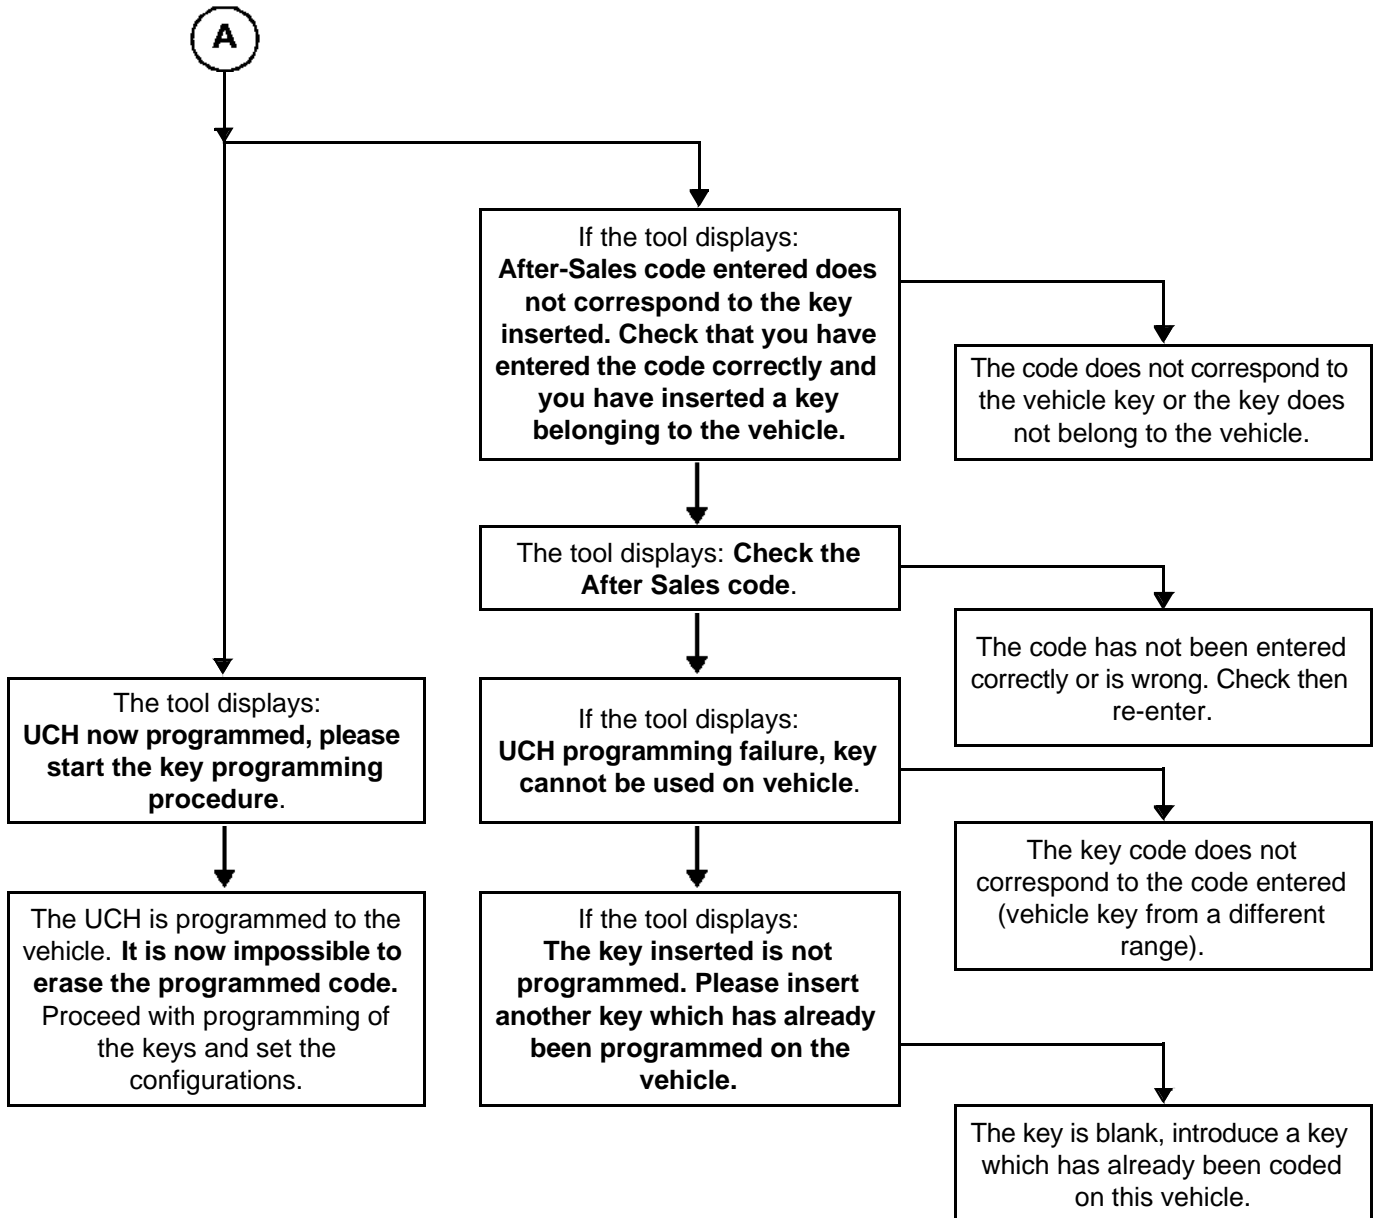 A
If the tool displays:
After-Sales code entered does
not correspond to the key
inserted. Check that you have
entered the code correctly and
you have inserted a key
belonging to the vehicle.
The code does not correspond to
the vehicle key or the key does
not belong to the vehicle.
The tool displays: Check the
After Sales code.
The code has not been entered
correctly or is wrong. Check then
re-enter.
The tool displays:
UCH now programmed, please
start the key programming
procedure.
If the tool displays:
UCH programming failure, key
cannot be used on vehicle.
The key code does not
correspond to the code entered
(vehicle key from a different
range).
The UCH is programmed to the
vehicle. It is now impossible to
erase the programmed code.
Proceed with programming of
the keys and set the
configurations.
If the tool displays:
The key inserted is not
programmed. Please insert
another key which has already
been programmed on the
vehicle.
The key is blank, introduce a key
which has already been coded
on this vehicle.